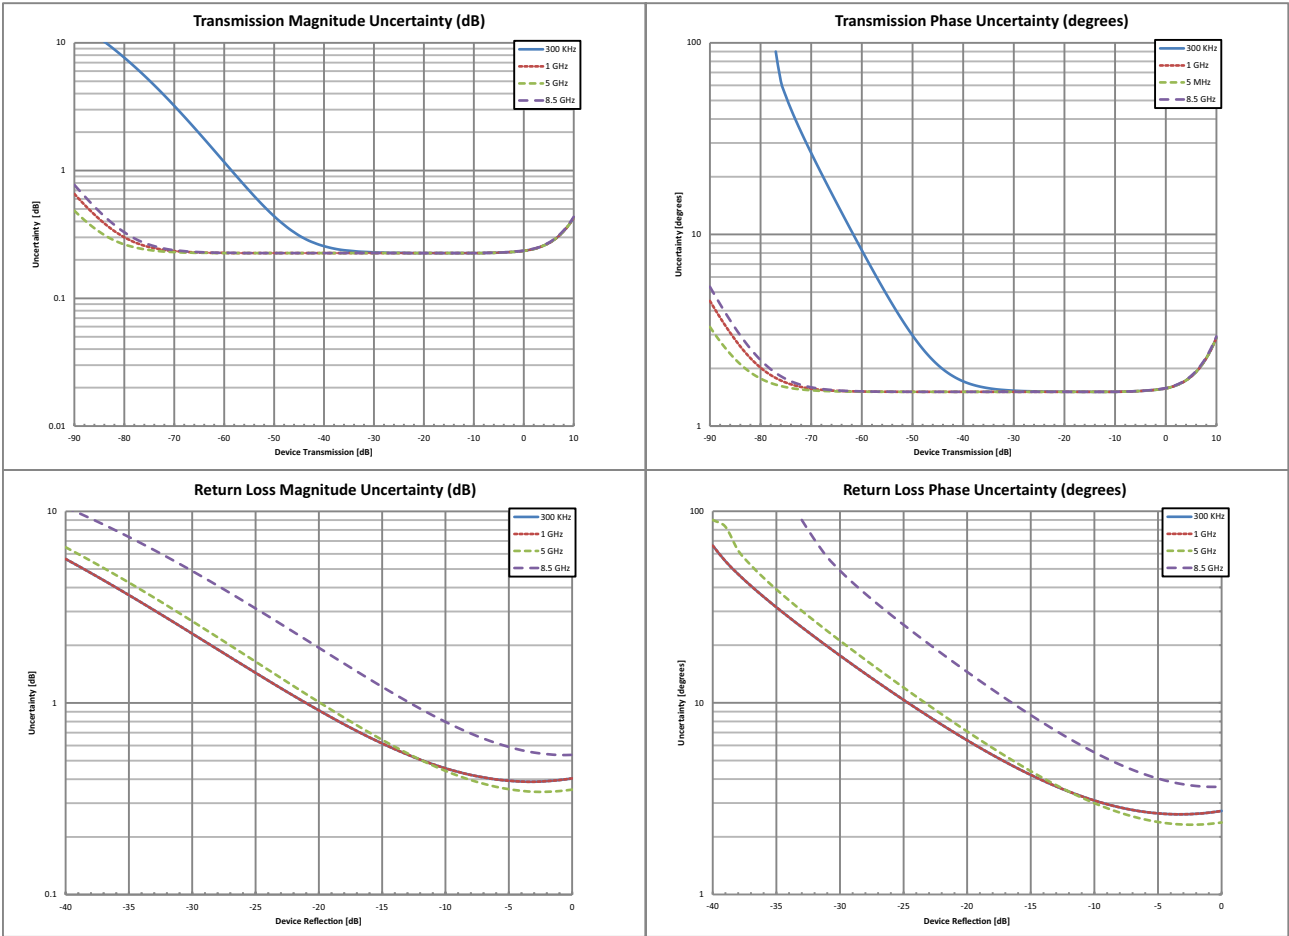 Transmission Magnitude Uncertainty (dB)
10
1
0.1
0.01
Uncertainty [dB]
-90 -80 -70 -60 -50 -40 -30 -20 -10 0 10
Device Transmission [dB]
300 KHz
1 GHz
5 GHz
8.5 GHz
Transmission Phase Uncertainty (degrees)
100
10
1
Uncertainty [degrees]
-90 -80 -70 -60 -50 -40 -30 -20 -10 0 10
Device Transmission [dB]
300 KHz
1 GHz
5 MHz
8.5 GHz
Return Loss Magnitude Uncertainty (dB)
10
1
0.1
Uncertainty [dB]
-40 -35 -30 -25 -20 -15 -10 -5 0
Device Reflection [dB]
300 KHz
1 GHz
5 GHz
8.5 GHz
Return Loss Phase Uncertainty (degrees)
100
10
1
Uncertainty [degrees]
-40 -35 -30 -25 -20 -15 -10 -5 0
Device Reflection [dB]
300 KHz
1 GHz
5 GHz
8.5 GHz